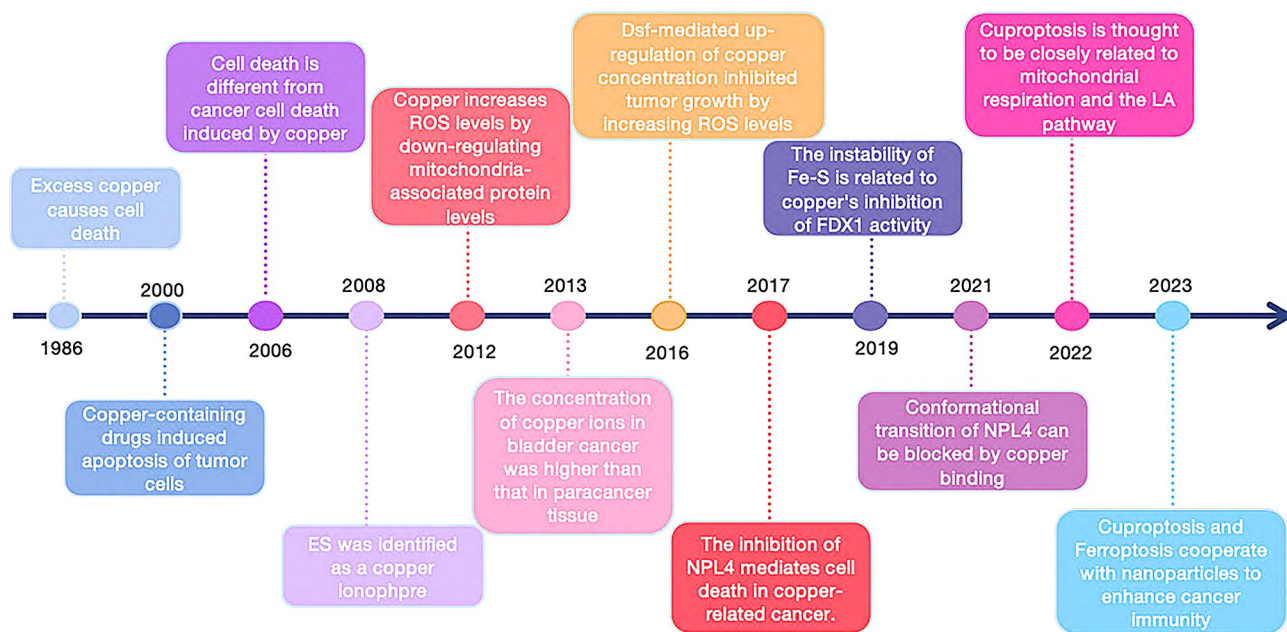 Excess copper
causes cell
death
1986
2000
Copper-containing
drugs induced
apoptosis of tumor
cells
Cell death is
different from
cancer cell death
induced by copper
2006
2008
ES was identified
as a copper
ionophpre
Copper increases
ROS levels by
down-regulating
mitochondria-
associated protein
levels
2012
2013
The concentration
of copper ions in
bladder cancer
was higher than
that in paracancer
tissue
Dsf-mediated up-
regulation of copper
concentration inhibited
tumor growth by
increasing ROS levels
2016
2017
The inhibition of
NPL4 mediates cell
death in copper-
related cancer.
The instability of
Fe-S is related to
copper's inhibition
of FDX1 activity
2019
2021
Conformational
transition of NPL4 can
be blocked by copper
binding
Cuproptosis is thought
to be closely related to
mitochondrial
respiration and the LA
pathway
2022
2023
Cuproptosis and
Ferroptosis cooperate
with nanoparticles to
enhance cancer
immunity